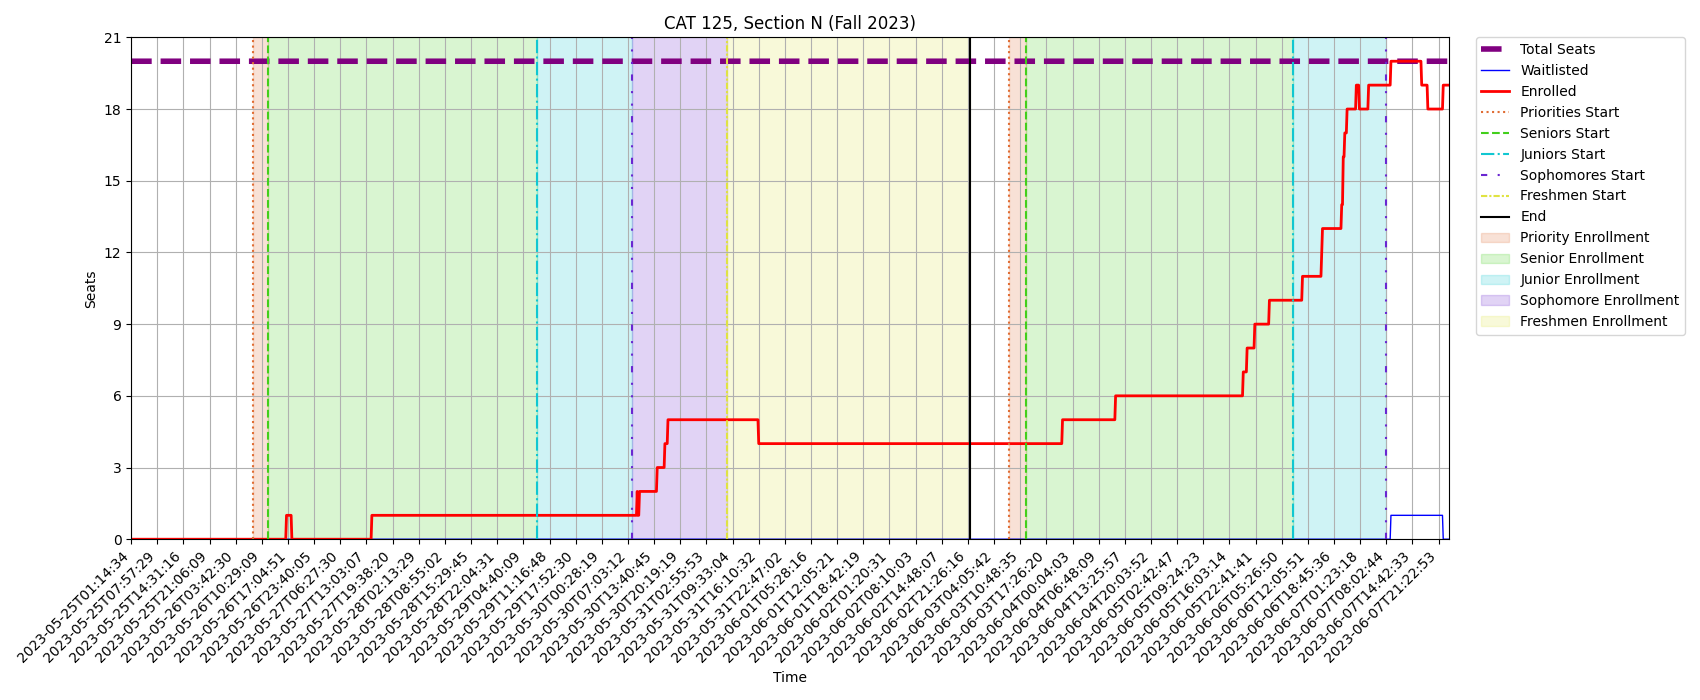 CAT 125, Section N (Fall 2023)
21
18
15
12
9
6
3
0
Seats
2023-05-25T01:14:34
2023-05-25T07:57:29
2023-05-25T14:31:16
2023-05-25T21:06:09
2023-05-26T03:42:30
2023-05-26T10:29:09
2023-05-26T17:04:51
2023-05-26T23:40:05
2023-05-27T06:27:30
2023-05-27T13:03:07
2023-05-27T19:38:20
2023-05-28T02:13:29
2023-05-28T08:55:02
2023-05-28T15:29:45
2023-05-28T22:04:31
2023-05-29T04:40:09
2023-05-29T11:16:48
2023-05-29T17:52:30
2023-05-30T00:28:19
2023-05-30T07:03:12
2023-05-30T13:40:45
2023-05-30T20:19:19
2023-05-31T02:55:53
2023-05-31T09:33:04
2023-05-31T16:10:32
2023-05-31T22:47:02
2023-06-01T05:28:16
2023-06-01T12:05:21
2023-06-01T18:42:19
2023-06-02T01:20:31
2023-06-02T08:10:03
2023-06-02T14:48:07
2023-06-02T21:26:16
2023-06-03T04:05:42
2023-06-03T10:48:35
2023-06-03T17:26:20
2023-06-04T00:04:03
2023-06-04T06:48:09
2023-06-04T13:25:57
2023-06-04T20:03:52
2023-06-05T02:42:47
2023-06-05T09:24:23
2023-06-05T16:03:14
2023-06-05T22:41:41
2023-06-06T05:26:50
2023-06-06T12:05:51
2023-06-06T18:45:36
2023-06-07T01:23:18
2023-06-07T08:02:44
2023-06-07T14:42:33
2023-06-07T21:22:53
Time
Total Seats
Waitlisted
Enrolled
Priorities Start
Seniors Start
Juniors Start
Sophomores Start
Freshmen Start
End
Priority Enrollment
Senior Enrollment
Junior Enrollment
Sophomore Enrollment
Freshmen Enrollment